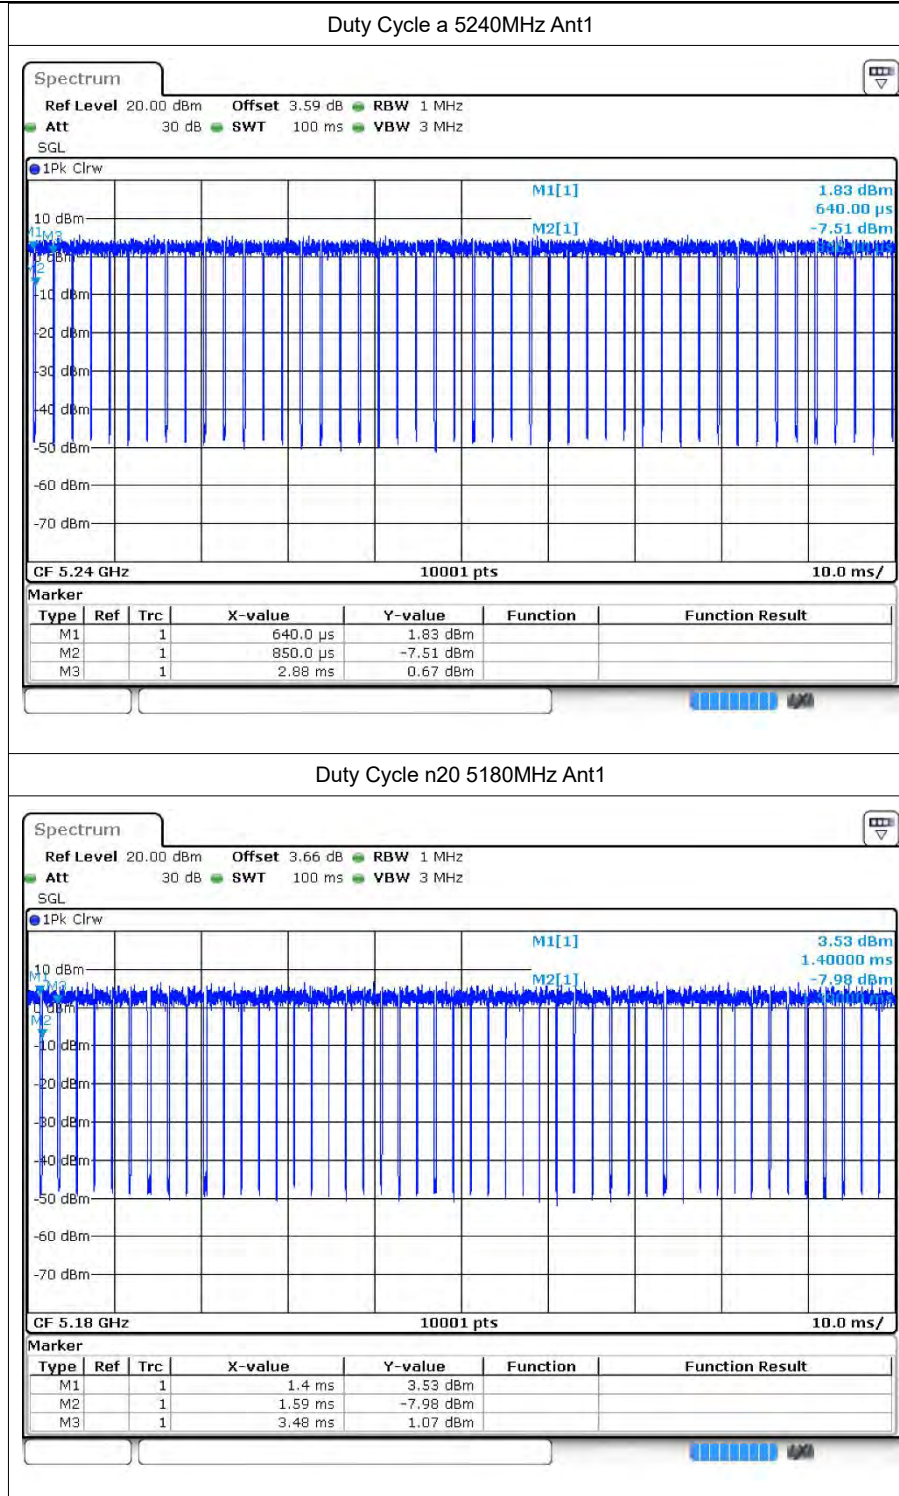 Duty Cycle a 5240MHz Ant1
Spectrum
Ref Level 20.00 dBm Offset 3.59 dB RBW 1 MHz
Att 30 dB SWT 100 ms VBW 3 MHz
SGL
1Pk Clrw
M1[1] 1.83 dBm
640.00 µs
10 dBm
M2[1] -7.51 dBm
M1 M3
0 dBm
M2
-10 dBm
-20 dBm
-30 dBm
-40 dBm
-50 dBm
-60 dBm
-70 dBm
CF 5.24 GHz 10001 pts 10.0 ms/
Marker
Type Ref Trc X-value Y-value Function Function Result
M1 1 640.0 µs 1.83 dBm
M2 1 850.0 µs -7.51 dBm
M3 1 2.88 ms 0.67 dBm
Duty Cycle n20 5180MHz Ant1
Spectrum
Ref Level 20.00 dBm Offset 3.66 dB RBW 1 MHz
Att 30 dB SWT 100 ms VBW 3 MHz
SGL
1Pk Clrw
M1[1] 3.53 dBm
1.40000 ms
10 dBm
M2[1] -7.98 dBm
M1 M3
0 dBm
M2
-10 dBm
-20 dBm
-30 dBm
-40 dBm
-50 dBm
-60 dBm
-70 dBm
CF 5.18 GHz 10001 pts 10.0 ms/
Marker
Type Ref Trc X-value Y-value Function Function Result
M1 1 1.4 ms 3.53 dBm
M2 1 1.59 ms -7.98 dBm
M3 1 3.48 ms 1.07 dBm